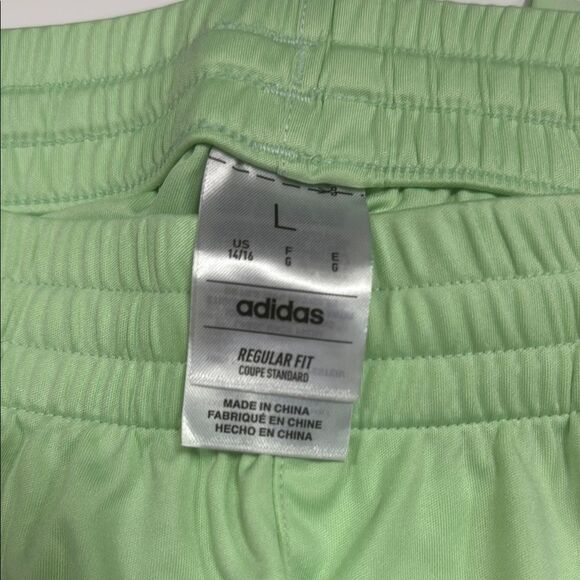 L
US F E
14/16 G G
adidas
REGULAR FIT
COUPE STANDARD
MADE IN CHINA
FABRIQUÉ EN CHINE
HECHO EN CHINA